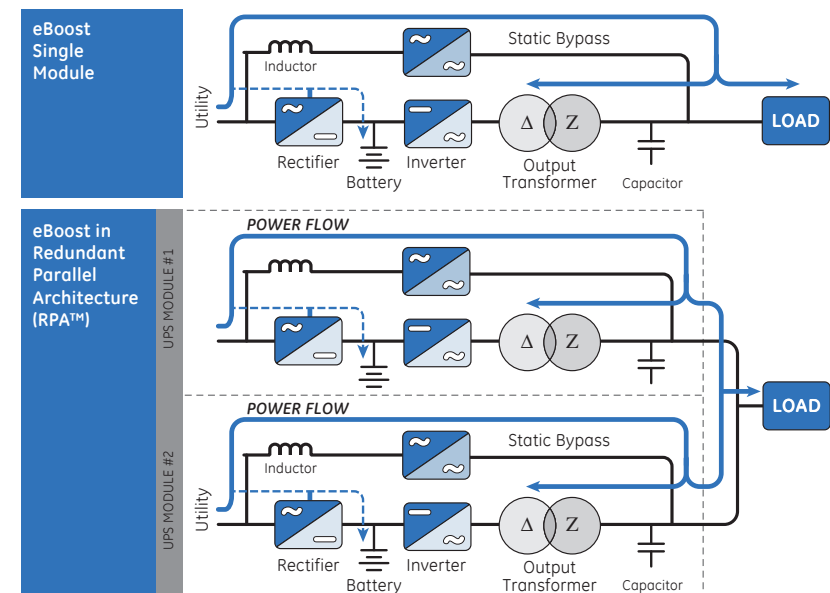 eBoost
Single
Module
Utility
Inductor
Static Bypass
Rectifier
Battery
Inverter
Δ
Z
Output
Transformer
Capacitor
LOAD
eBoost in
Redundant
Parallel
Architecture
(RPA™)
UPS MODULE #1
POWER FLOW
Δ
Z
LOAD
UPS MODULE #2
POWER FLOW
Utility
Inductor
Static Bypass
Rectifier
Battery
Inverter
Δ
Z
Output
Transformer
Capacitor